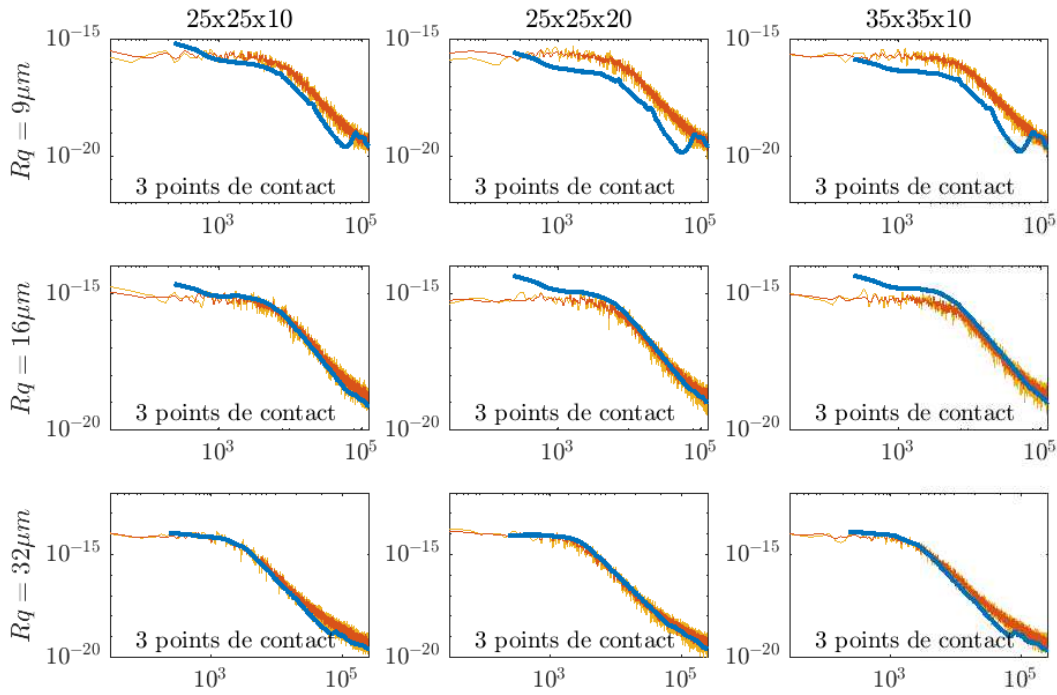 25x25x10 25x25x20 35x35x10
Rq = 9μm
10^-15 10^-15 10^-15
10^-20 10^-20 10^-20
3 points de contact 3 points de contact 3 points de contact
10^3 10^5 10^3 10^5 10^3 10^5
Rq = 16μm
10^-15 10^-15 10^-15
10^-20 10^-20 10^-20
3 points de contact 3 points de contact 3 points de contact
10^3 10^5 10^3 10^5 10^3 10^5
Rq = 32μm
10^-15 10^-15 10^-15
10^-20 10^-20 10^-20
3 points de contact 3 points de contact 3 points de contact
10^3 10^5 10^3 10^5 10^3 10^5